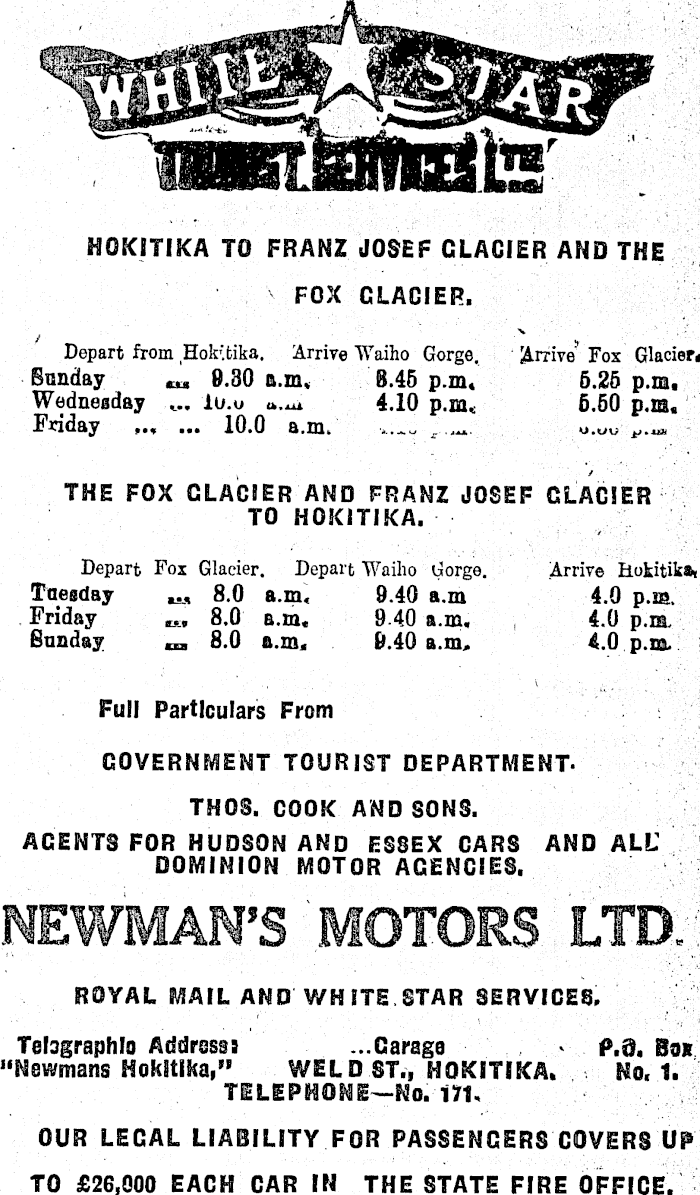 WHITE STAR
TOURIST SERVICES LTD
HOKITIKA TO FRANZ JOSEF GLACIER AND THE
FOX GLACIER.
Depart from Hokitika. Arrive Waiho Gorge. Arrive Fox Glacier.
Sunday ... 9.30 a.m. 3.45 p.m. 5.25 p.m.
Wednesday ... 10.0 a.m 4.10 p.m. 5.50 p.m.
Friday ... ... 10.0 a.m. p.m. p.m
THE FOX GLACIER AND FRANZ JOSEF GLACIER
TO HOKITIKA.
Depart Fox Glacier. Depart Waiho Gorge. Arrive Hokitika.
Tuesday ... 8.0 a.m. 9.40 a.m 4.0 p.m.
Friday ... 8.0 a.m. 9.40 a.m. 4.0 p.m.
Sunday ... 8.0 a.m. 9.40 a.m. 4.0 p.m.
Full Particulars From
GOVERNMENT TOURIST DEPARTMENT.
THOS. COOK AND SONS.
AGENTS FOR HUDSON AND ESSEX CARS AND ALL
DOMINION MOTOR AGENCIES.
NEWMAN'S MOTORS LTD.
ROYAL MAIL AND WHITE STAR SERVICES.
Telegraphic Address: ...Garage P.O. Box
"Newmans Hokitika," WELD ST., HOKITIKA. No. 1.
TELEPHONE—No. 171.
OUR LEGAL LIABILITY FOR PASSENGERS COVERS UP
TO £26,000 EACH CAR IN THE STATE FIRE OFFICE.